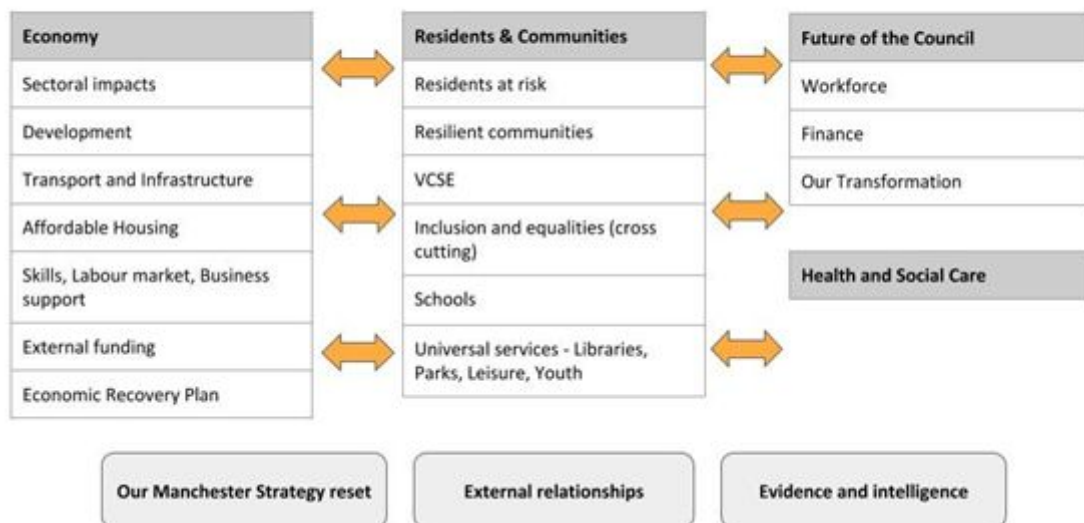 Economy
Sectoral impacts
Development
Transport and Infrastructure
Affordable Housing
Skills, Labour market, Business
support
External funding
Economic Recovery Plan
Residents & Communities
Residents at risk
Resilient communities
VCSE
Inclusion and equalities (cross
cutting)
Schools
Universal services - Libraries,
Parks, Leisure, Youth
Future of the Council
Workforce
Finance
Our Transformation
Health and Social Care
Our Manchester Strategy reset
External relationships
Evidence and intelligence